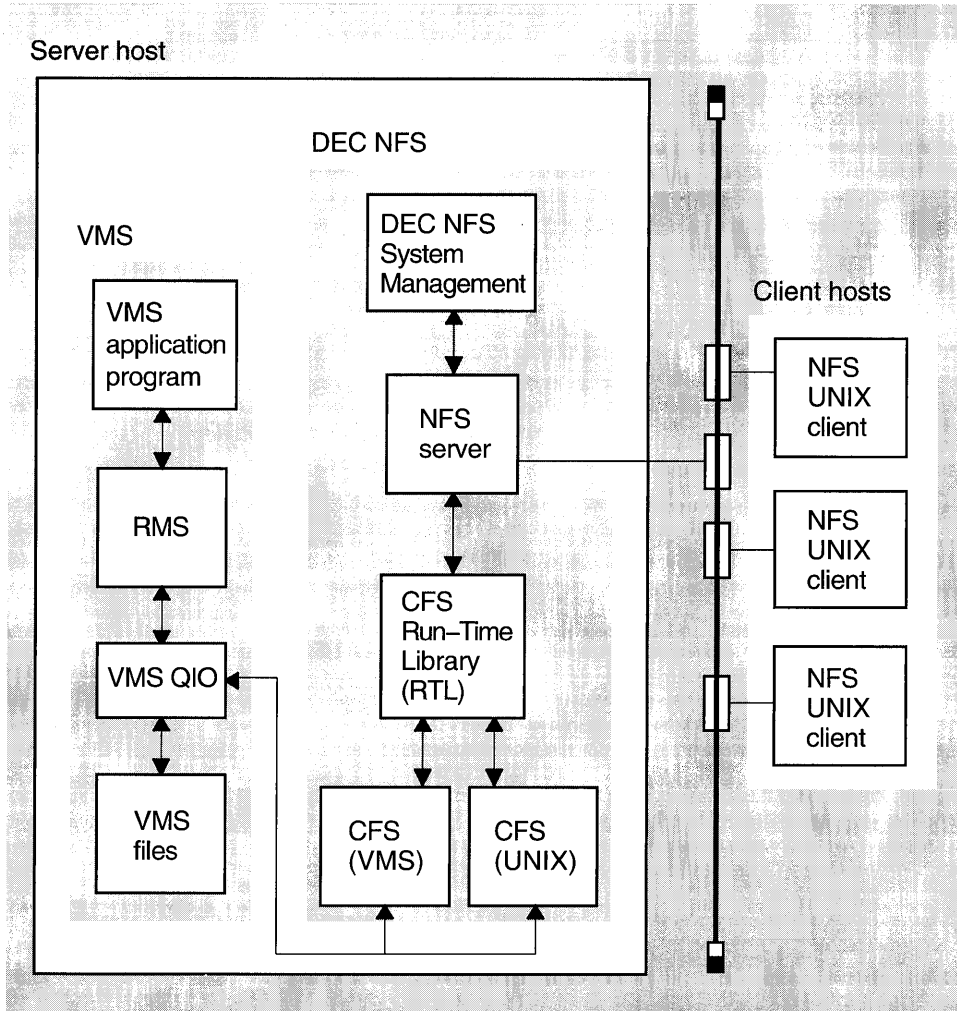 Server host
DEC NFS
VMS
DEC NFS
System
Management
VMS
application
program
NFS
server
RMS
CFS
Run–Time
Library
(RTL)
VMS QIO
VMS
files
CFS
(VMS)
CFS
(UNIX)
Client hosts
NFS
UNIX
client
NFS
UNIX
client
NFS
UNIX
client